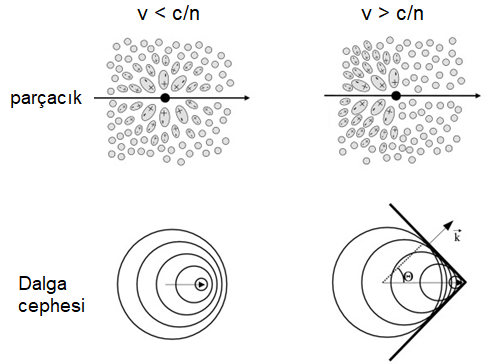 v < c/n
v > c/n
parçacık
Dalga
cephesi
Θ
k